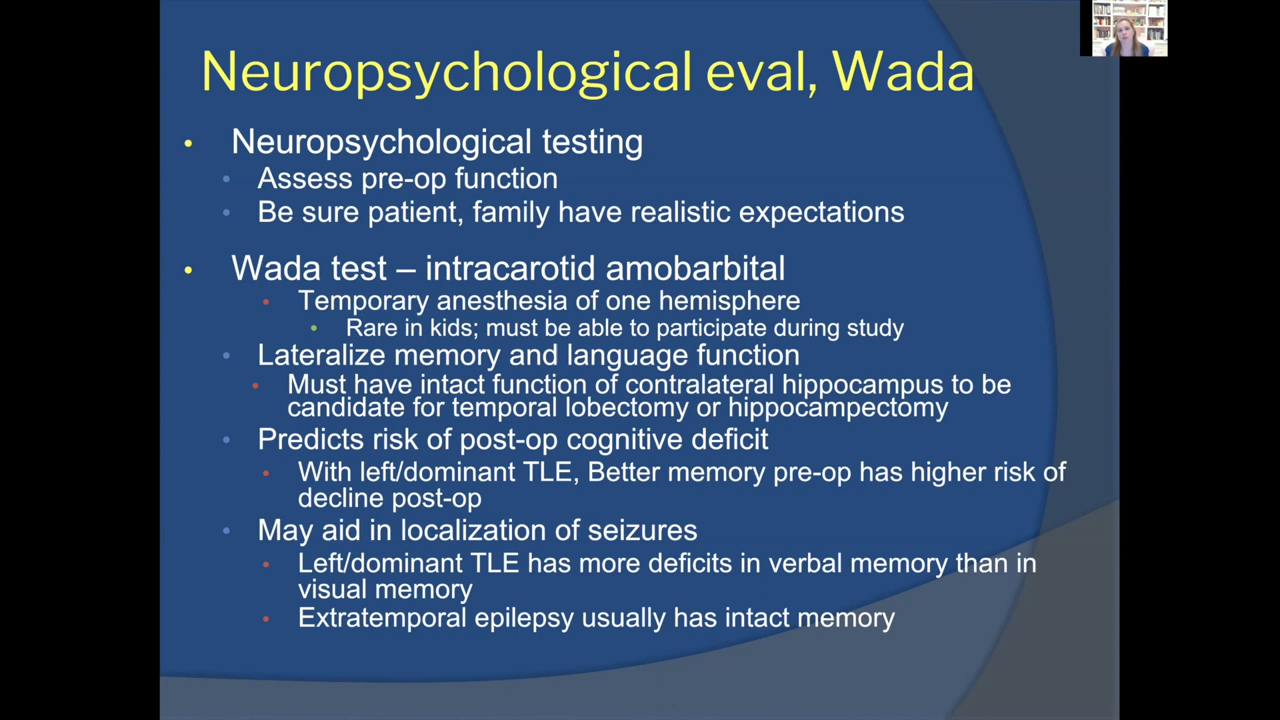 Neuropsychological eval, Wada
• Neuropsychological testing
• Assess pre-op function
• Be sure patient, family have realistic expectations
• Wada test – intracarotid amobarbital
• Temporary anesthesia of one hemisphere
• Rare in kids; must be able to participate during study
• Lateralize memory and language function
• Must have intact function of contralateral hippocampus to be
candidate for temporal lobectomy or hippocampectomy
• Predicts risk of post-op cognitive deficit
• With left/dominant TLE, Better memory pre-op has higher risk of
decline post-op
• May aid in localization of seizures
• Left/dominant TLE has more deficits in verbal memory than in
visual memory
• Extratemporal epilepsy usually has intact memory